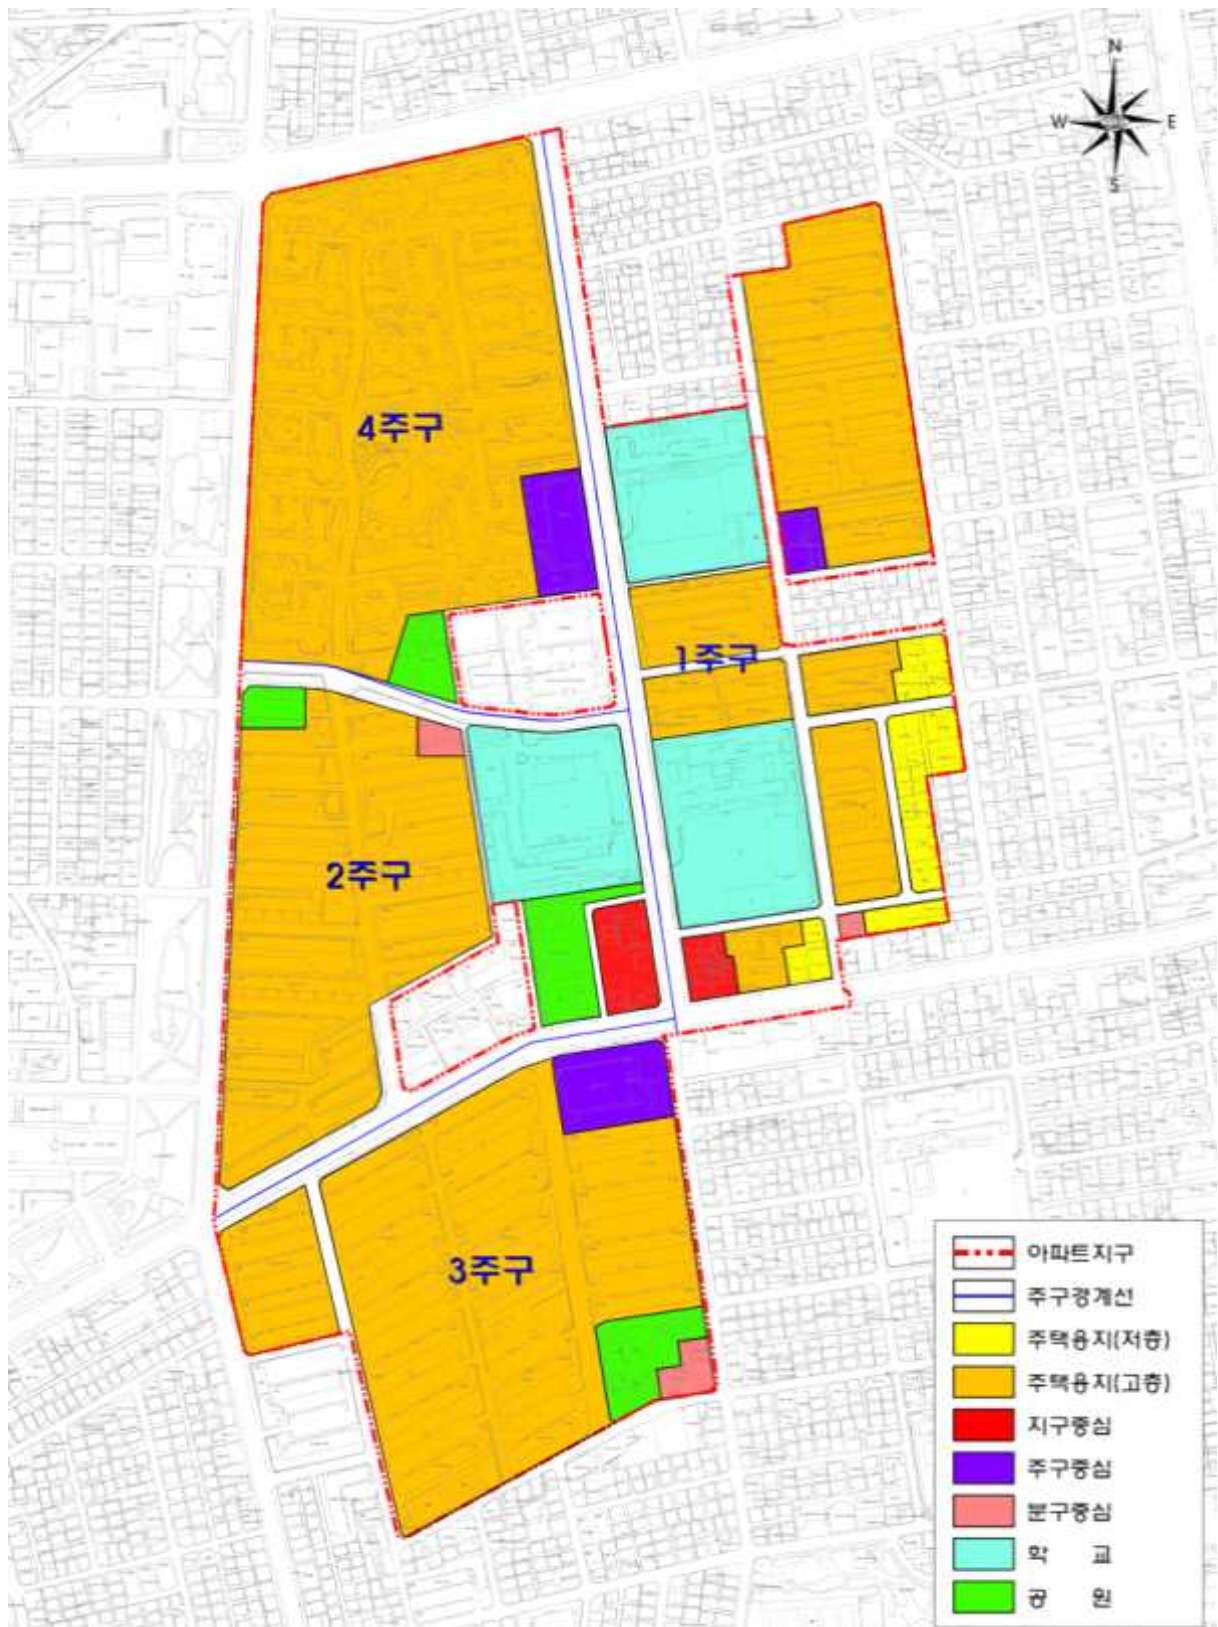 N
W
E
S
4주구
1주구
2주구
3주구
아파트지구
주구경계선
주택용지(저층)
주택용지(고층)
지구중심
주구중심
분구중심
학 교
공 원